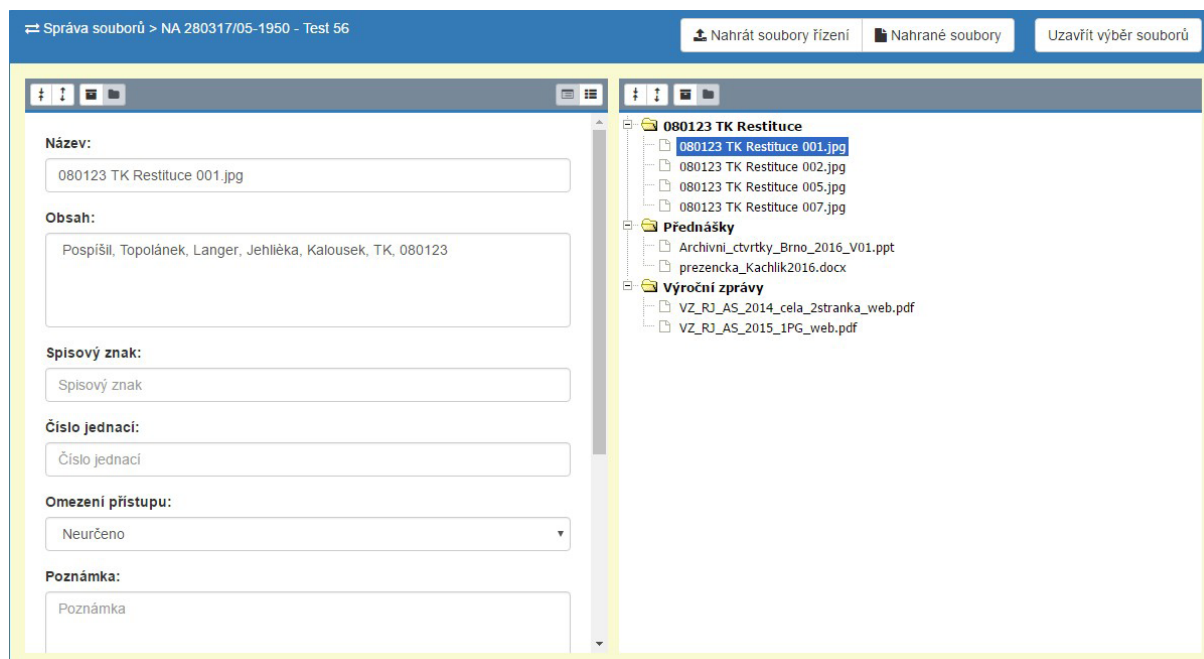 Správa souborů > NA 280317/05-1950 - Test 56
Nahrát soubory řízení
Nahrané soubory
Uzavřít výběr souborů
Název:
080123 TK Restituce 001.jpg
Obsah:
Pospíšil, Topolánek, Langer, Jehlièka, Kalousek, TK, 080123
Spisový znak:
Spisový znak
Číslo jednací:
Číslo jednací
Omezení přístupu:
Neurčeno
Poznámka:
Poznámka
080123 TK Restituce
080123 TK Restituce 001.jpg
080123 TK Restituce 002.jpg
080123 TK Restituce 005.jpg
080123 TK Restituce 007.jpg
Přednášky
Archivni_ctvrtky_Brno_2016_V01.ppt
prezencka_Kachlik2016.docx
Výroční zprávy
VZ_RJ_AS_2014_cela_2stranka_web.pdf
VZ_RJ_AS_2015_1PG_web.pdf